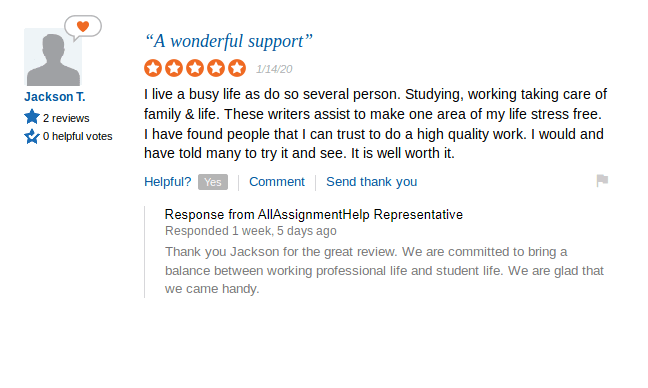 “A wonderful support”
1/14/20
Jackson T.
2 reviews
0 helpful votes
I live a busy life as do so several person. Studying, working taking care of
family & life. These writers assist to make one area of my life stress free.
I have found people that I can trust to do a high quality work. I would and
have told many to try it and see. It is well worth it.
Helpful? Yes Comment Send thank you
Response from AllAssignmentHelp Representative
Responded 1 week, 5 days ago
Thank you Jackson for the great review. We are committed to bring a
balance between working professional life and student life. We are glad that
we came handy.